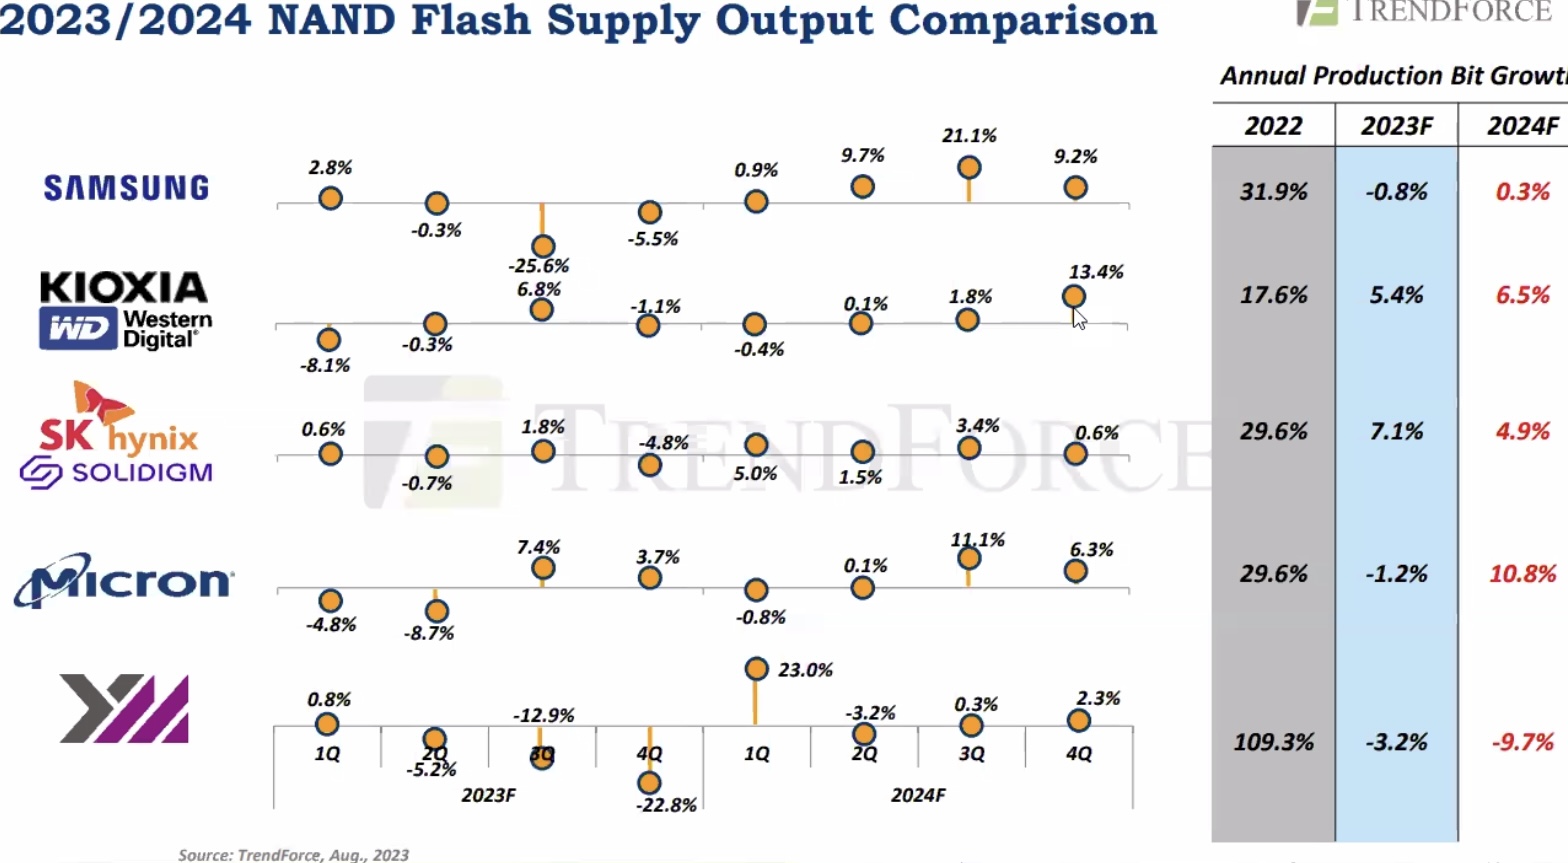 2023/2024 NAND Flash Supply Output Comparison
TRENDFORCE
Annual Production Bit Growth
2022 2023F 2024F
SAMSUNG
2.8% -0.3% -25.6% -5.5% 0.9% 9.7% 21.1% 9.2%
31.9% -0.8% 0.3%
KIOXIA
WD Western
Digital®
-8.1% -0.3% 6.8% -1.1% -0.4% 0.1% 1.8% 13.4%
17.6% 5.4% 6.5%
TRENDFORCE
SK hynix
SOLIDIGM
0.6% -0.7% 1.8% -4.8% 5.0% 1.5% 3.4% 0.6%
29.6% 7.1% 4.9%
Micron
-4.8% -8.7% 7.4% 3.7% -0.8% 0.1% 11.1% 6.3%
29.6% -1.2% 10.8%
0.8% -5.2% -12.9% -22.8% 23.0% -3.2% 0.3% 2.3%
109.3% -3.2% -9.7%
1Q 2Q 3Q 4Q 1Q 2Q 3Q 4Q
2023F 2024F
Source: TrendForce, Aug., 2023